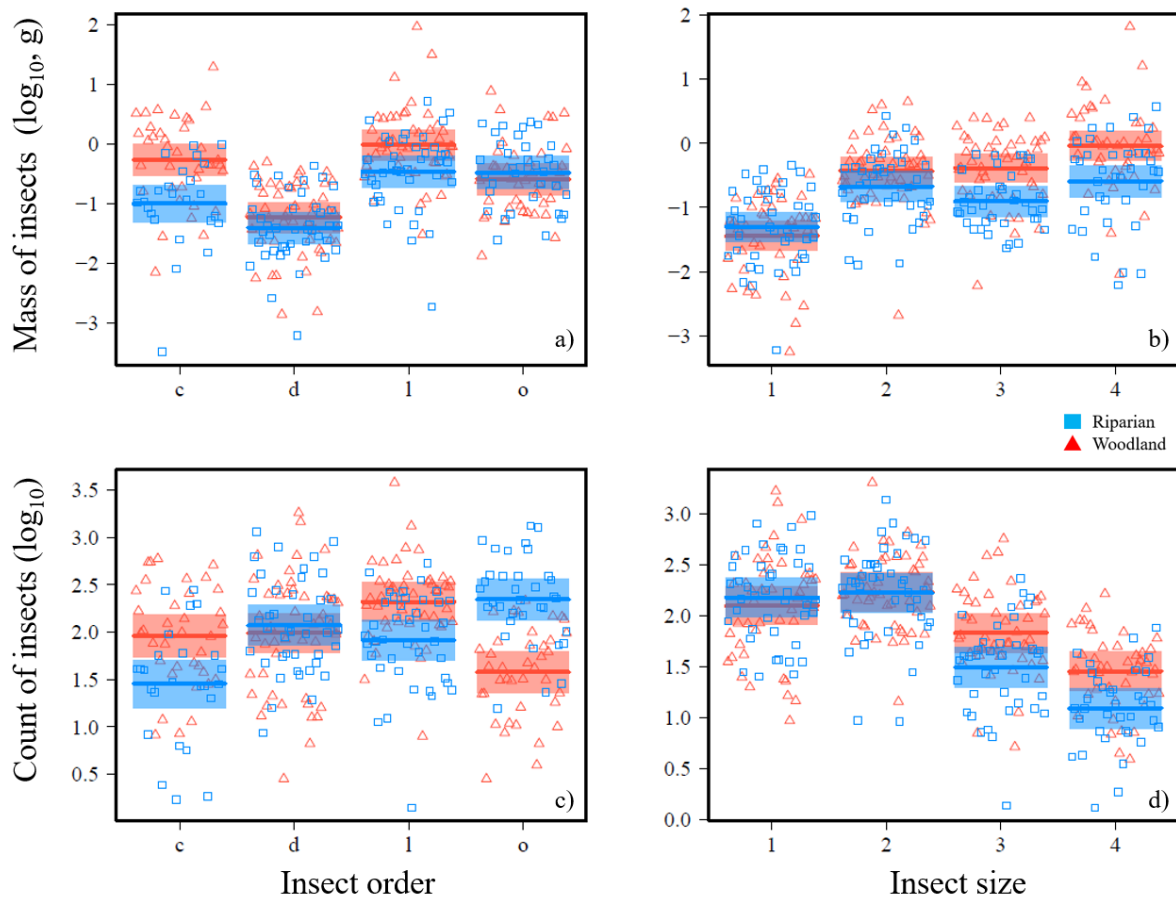 Mass of insects (log10, g)
2
1
0
−1
−2
−3
a)
c
d
l
o
2
1
0
−1
−2
−3
b)
1
2
3
4
Riparian
Woodland
Count of insects (log10)
3.5
3.0
2.5
2.0
1.5
1.0
0.5
c)
c
d
l
o
Insect order
3.0
2.5
2.0
1.5
1.0
0.5
0.0
d)
1
2
3
4
Insect size